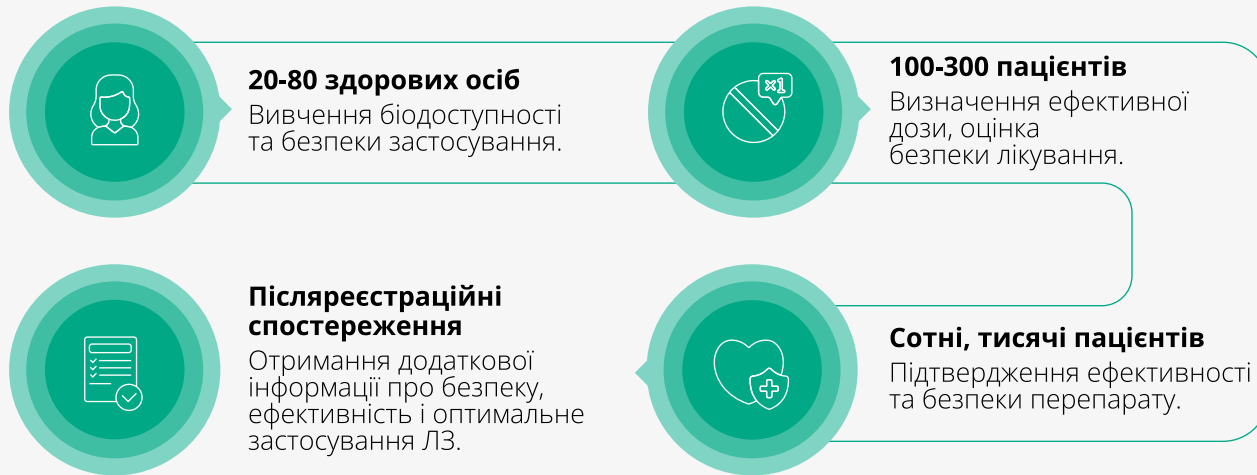 20-80 здорових осіб
Вивчення біодоступності
та безпеки застосування.
×1
100-300 пацієнтів
Визначення ефективної
дози, оцінка
безпеки лікування.
Сотні, тисячі пацієнтів
Підтвердження ефективності
та безпеки перепарату.
Післяреєстраційні
спостереження
Отримання додаткової
інформації про безпеку,
ефективність і оптимальне
застосування ЛЗ.